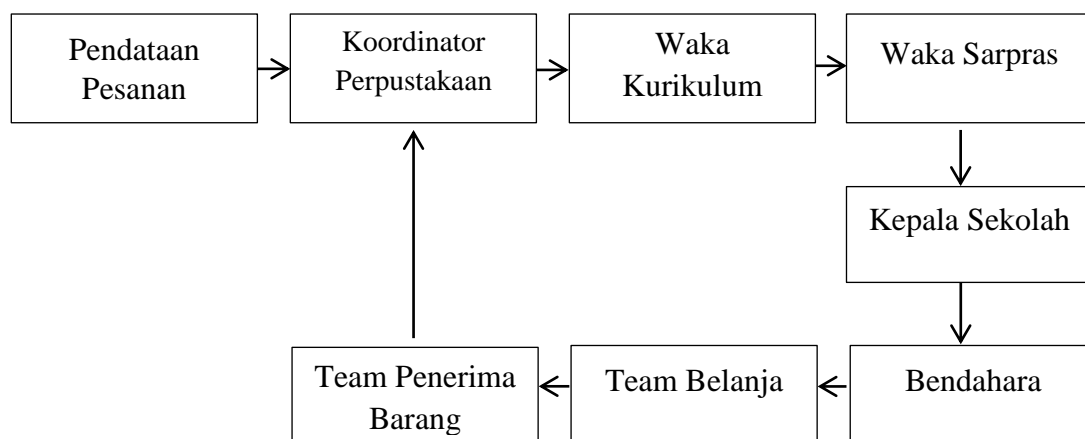 Pendataan
Pesanan
Koordinator
Perpustakaan
Waka
Kurikulum
Waka Sarpras
Kepala Sekolah
Bendahara
Team Belanja
Team Penerima
Barang